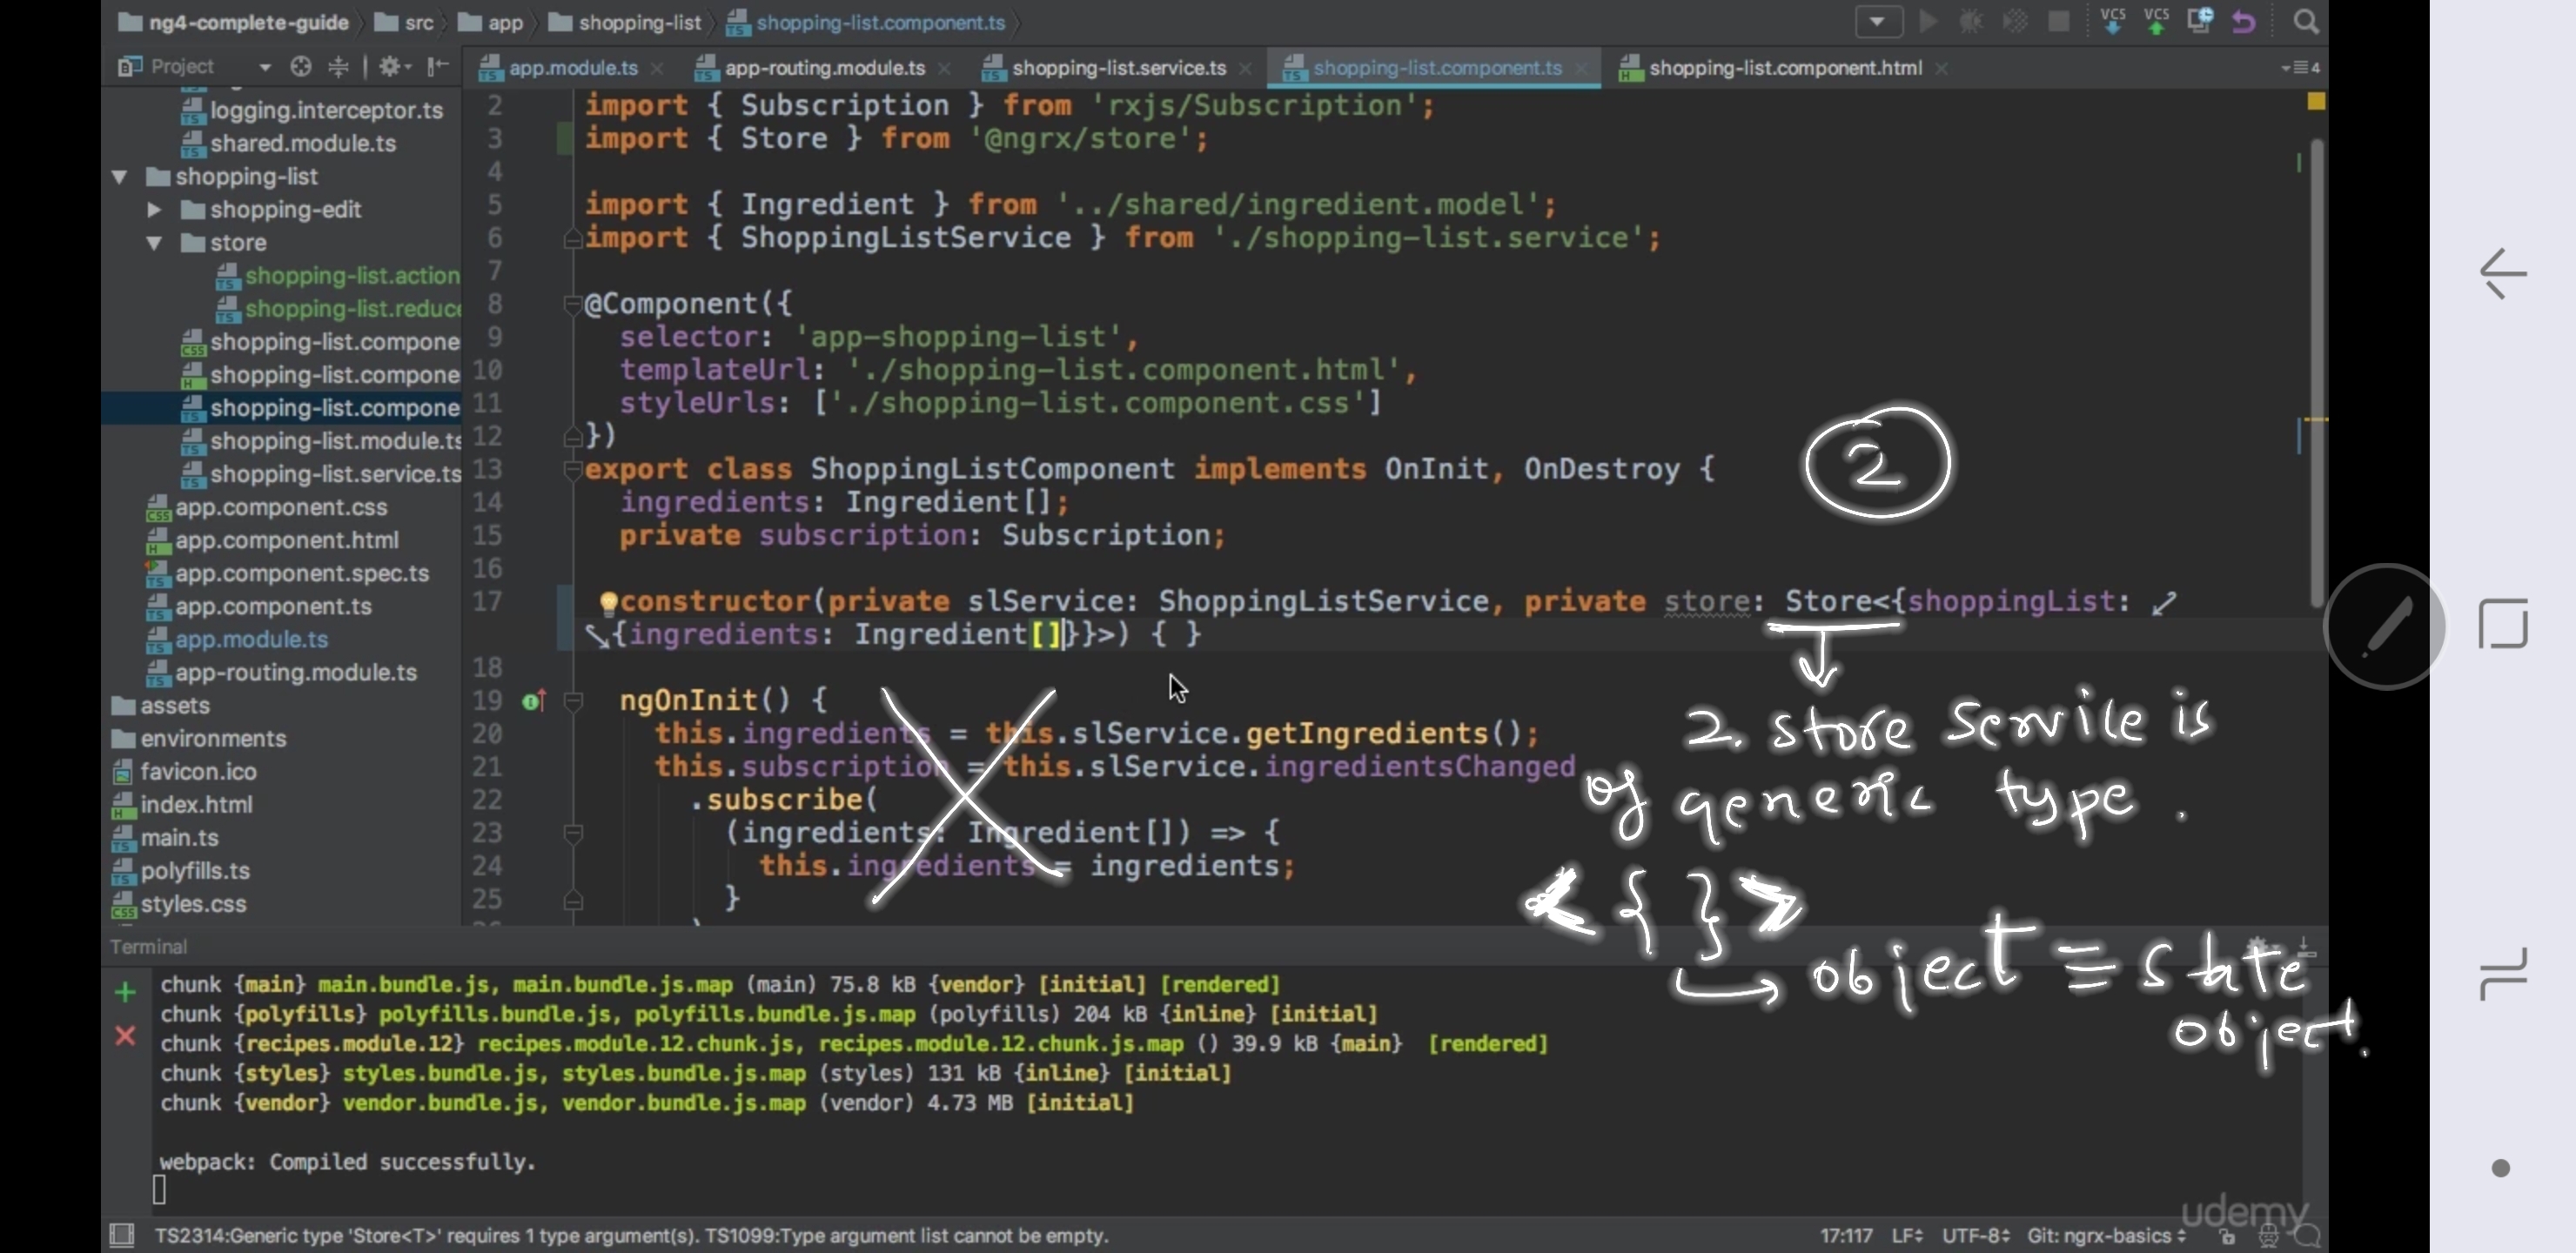 ng4-complete-guide src app shopping-list shopping-list.component.ts
VCS VCS
Project
app.module.ts app-routing.module.ts shopping-list.service.ts shopping-list.component.ts shopping-list.component.html 4
logging.interceptor.ts
shared.module.ts
shopping-list
shopping-edit
store
shopping-list.action
shopping-list.reduce
shopping-list.compone
shopping-list.compone
shopping-list.compone
shopping-list.module.ts
shopping-list.service.ts
app.component.css
app.component.html
app.component.spec.ts
app.component.ts
app.module.ts
app-routing.module.ts
assets
environments
favicon.ico
index.html
main.ts
polyfills.ts
styles.css
2 import { Subscription } from 'rxjs/Subscription';
3 import { Store } from '@ngrx/store';
4
5 import { Ingredient } from '../shared/ingredient.model';
6 import { ShoppingListService } from './shopping-list.service';
7
8 @Component({
9 selector: 'app-shopping-list',
10 templateUrl: './shopping-list.component.html',
11 styleUrls: ['./shopping-list.component.css']
12 })
13 export class ShoppingListComponent implements OnInit, OnDestroy {
14 ingredients: Ingredient[];
15 private subscription: Subscription;
16
17 constructor(private slService: ShoppingListService, private store: Store<{shoppingList:
{ingredients: Ingredient[]}}>) { }
18
19 ngOnInit() {
20 this.ingredients = this.slService.getIngredients();
21 this.subscription = this.slService.ingredientsChanged
22 .subscribe(
23 (ingredients: Ingredient[]) => {
24 this.ingredients = ingredients;
25 }
2
2. store service is
of generic type.
<{ }>
object = state
object.
Terminal
chunk {main} main.bundle.js, main.bundle.js.map (main) 75.8 kB {vendor} [initial] [rendered]
chunk {polyfills} polyfills.bundle.js, polyfills.bundle.js.map (polyfills) 204 kB {inline} [initial]
chunk {recipes.module.12} recipes.module.12.chunk.js, recipes.module.12.chunk.js.map () 39.9 kB {main} [rendered]
chunk {styles} styles.bundle.js, styles.bundle.js.map (styles) 131 kB {inline} [initial]
chunk {vendor} vendor.bundle.js, vendor.bundle.js.map (vendor) 4.73 MB [initial]
webpack: Compiled successfully.
udemy
TS2314:Generic type 'Store<T>' requires 1 type argument(s). TS1099:Type argument list cannot be empty. 17:117 LF UTF-8 Git: ngrx-basics